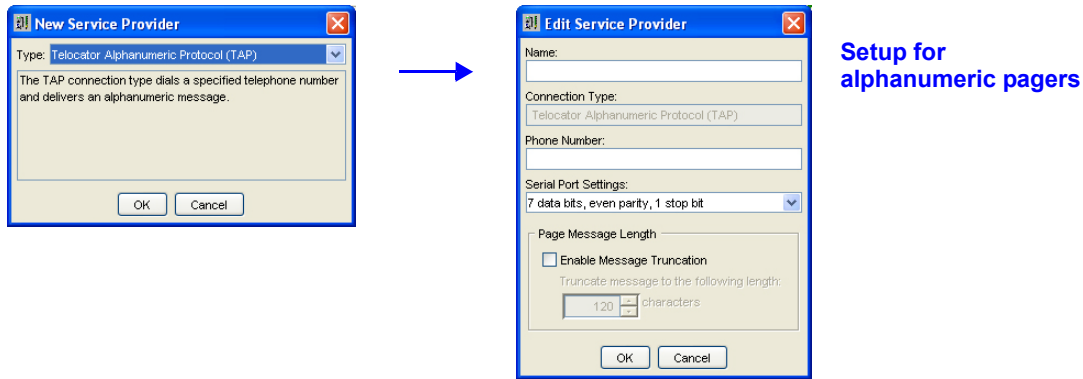 New Service Provider
Type: Telocator Alphanumeric Protocol (TAP)
The TAP connection type dials a specified telephone number
and delivers an alphanumeric message.
OK Cancel
Edit Service Provider
Name:
Connection Type:
Telocator Alphanumeric Protocol (TAP)
Phone Number:
Serial Port Settings:
7 data bits, even parity, 1 stop bit
Page Message Length
Enable Message Truncation
Truncate message to the following length:
120 characters
OK Cancel
Setup for
alphanumeric pagers